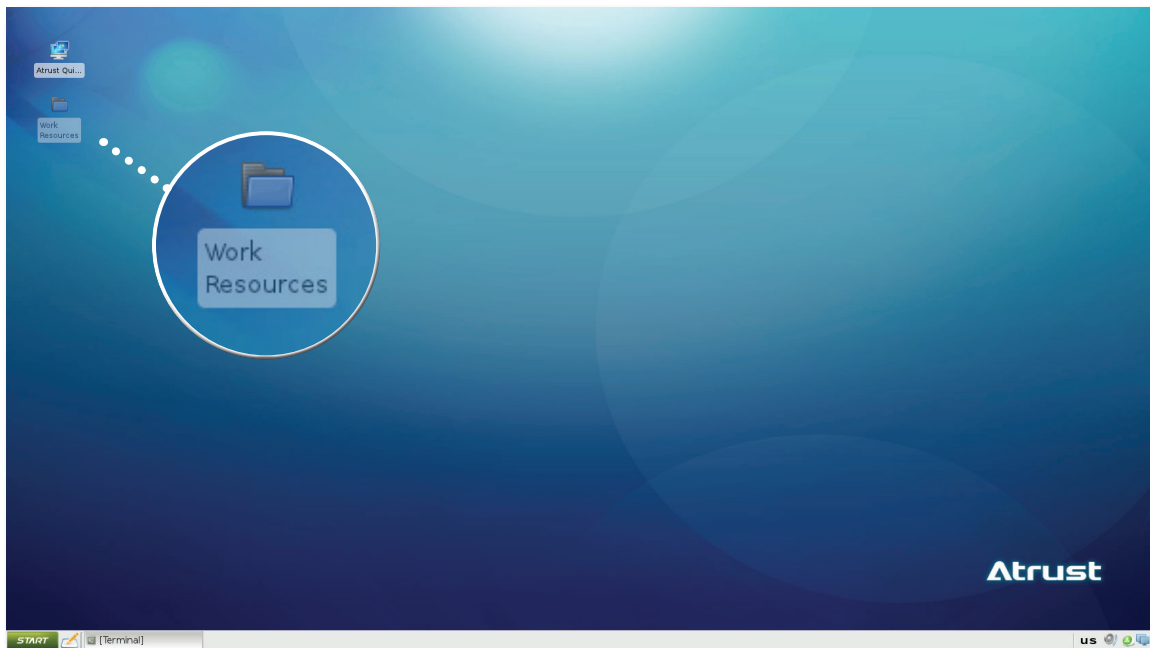 Atrust Qui...
Work
Resources
Work
Resources
Atrust
START
[Terminal]
us